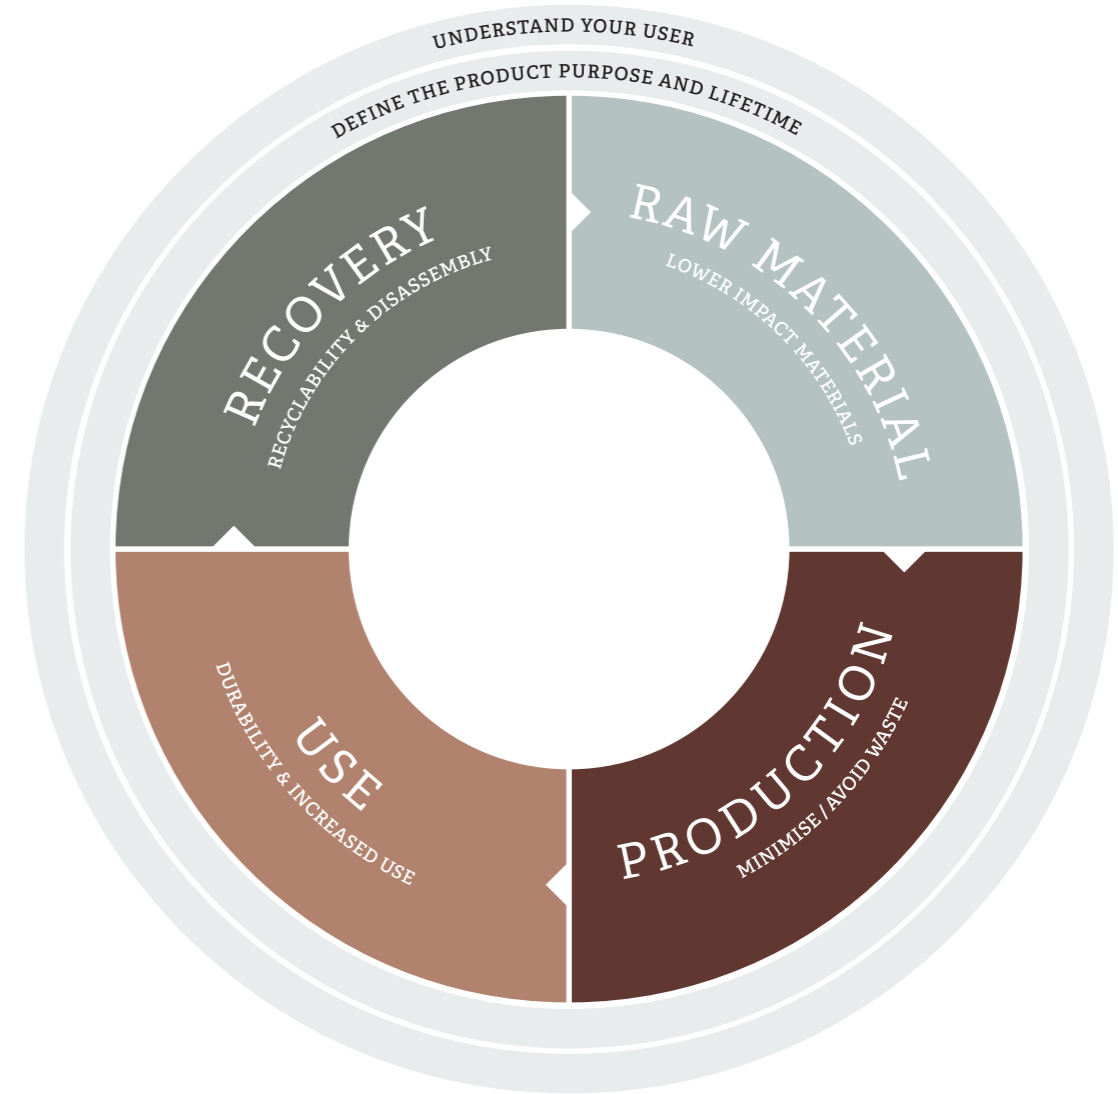 UNDERSTAND YOUR USER
DEFINE THE PRODUCT PURPOSE AND LIFETIME
RAW MATERIAL
LOWER IMPACT MATERIALS
PRODUCTION
MINIMISE / AVOID WASTE
USE
DURABILITY & INCREASED USE
RECOVERY
RECYCLABILITY & DISASSEMBLY